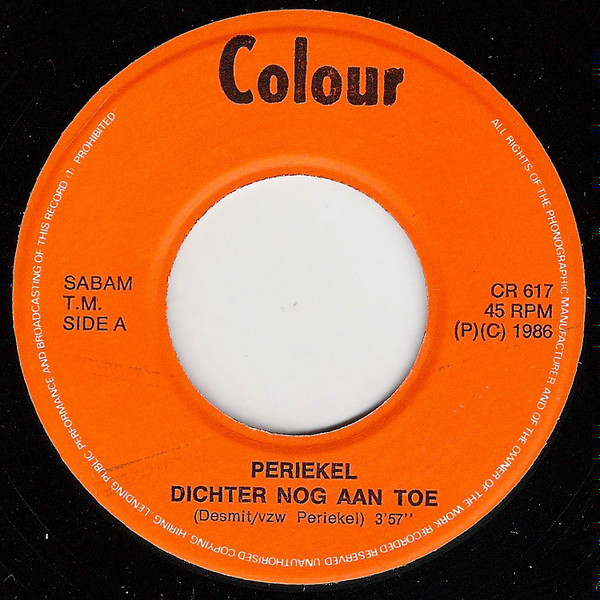 Colour
SABAM
T.M.
SIDE A
CR 617
45 RPM
(P)(C) 1986
PERIEKEL
DICHTER NOG AAN TOE
(Desmit/vzw Periekel) 3'57''
ALL RIGHTS OF THE PHONOGRAPHIC MANUFACTURER AND OF THE OWNER OF THE WORK RECORDED RESERVED UNAUTHORISED COPYING HIRING, LENDING PUBLIC PERFORMANCE AND BROADCASTING OF THIS RECORD (1: PROHIBITED